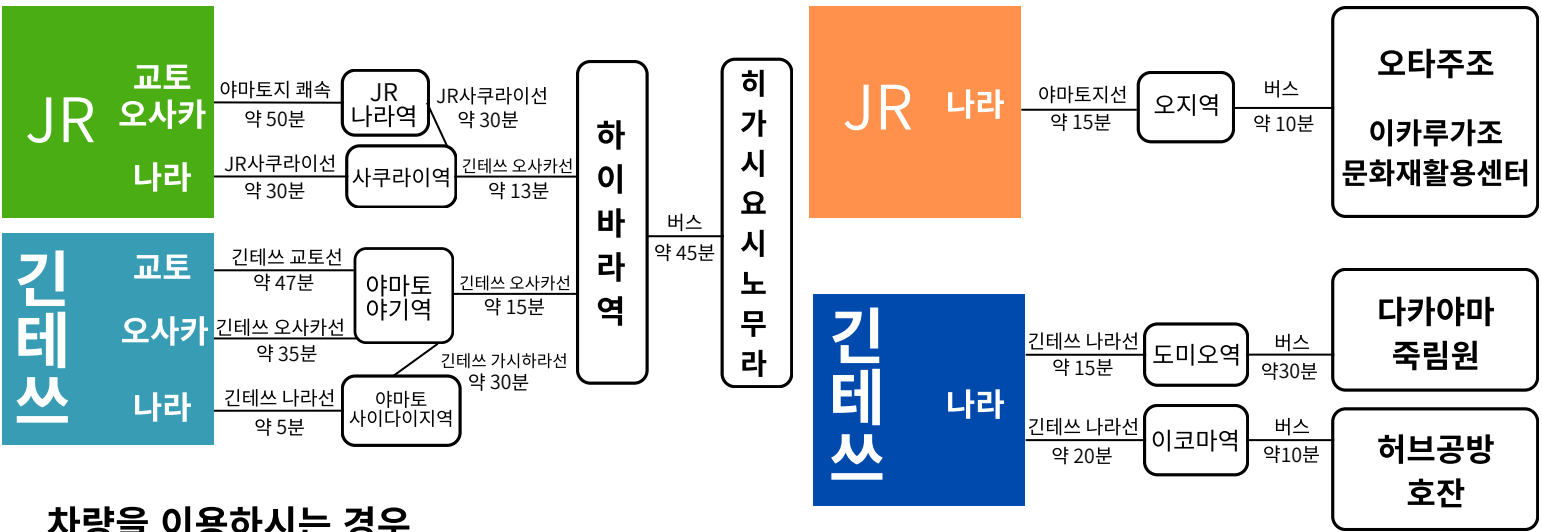 JR
교토
오사카
나라
야마토지 쾌속
약 50분
JR
나라역
JR사쿠라이선
약 30분
JR사쿠라이선
약 30분
사쿠라이역
긴테쓰 오사카선
약 13분
긴테쓰
교토
오사카
나라
긴테쓰 교토선
약 47분
긴테쓰 오사카선
약 35분
야마토
야기역
긴테쓰 오사카선
약 15분
긴테쓰 가시하라선
약 30분
긴테쓰 나라선
약 5분
야마토
사이다이지역
하이바라역
버스
약 45분
히가시요시노무라
JR
나라
야마토지선
약 15분
오지역
버스
약 10분
오타주조
이카루가조
문화재활용센터
긴테쓰
나라
긴테쓰 나라선
약 15분
도미오역
버스
약30분
다카야마
죽림원
긴테쓰 나라선
약 20분
이코마역
버스
약10분
허브공방
호잔
차량을 이용하시는 경우